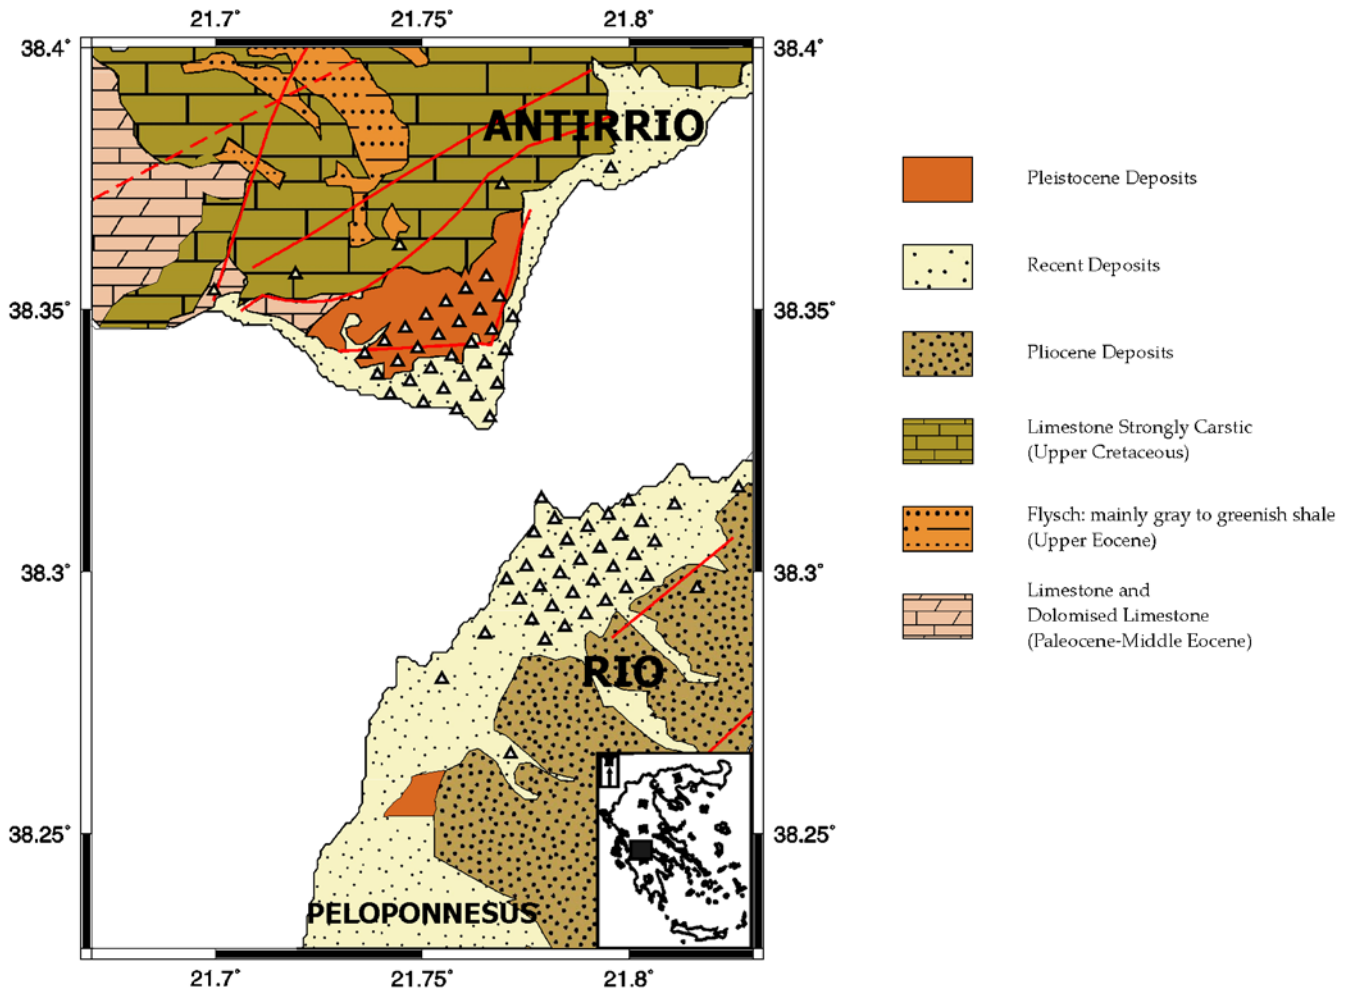 21.7° 21.75° 21.8°
38.4° 38.4°
ANTIRRIO
38.35° 38.35°
38.3° 38.3°
RIO
38.25° 38.25°
PELOPONNESUS
21.7° 21.75° 21.8°
Pleistocene Deposits
Recent Deposits
Pliocene Deposits
Limestone Strongly Carstic
(Upper Cretaceous)
Flysch: mainly gray to greenish shale
(Upper Eocene)
Limestone and
Dolomised Limestone
(Paleocene-Middle Eocene)